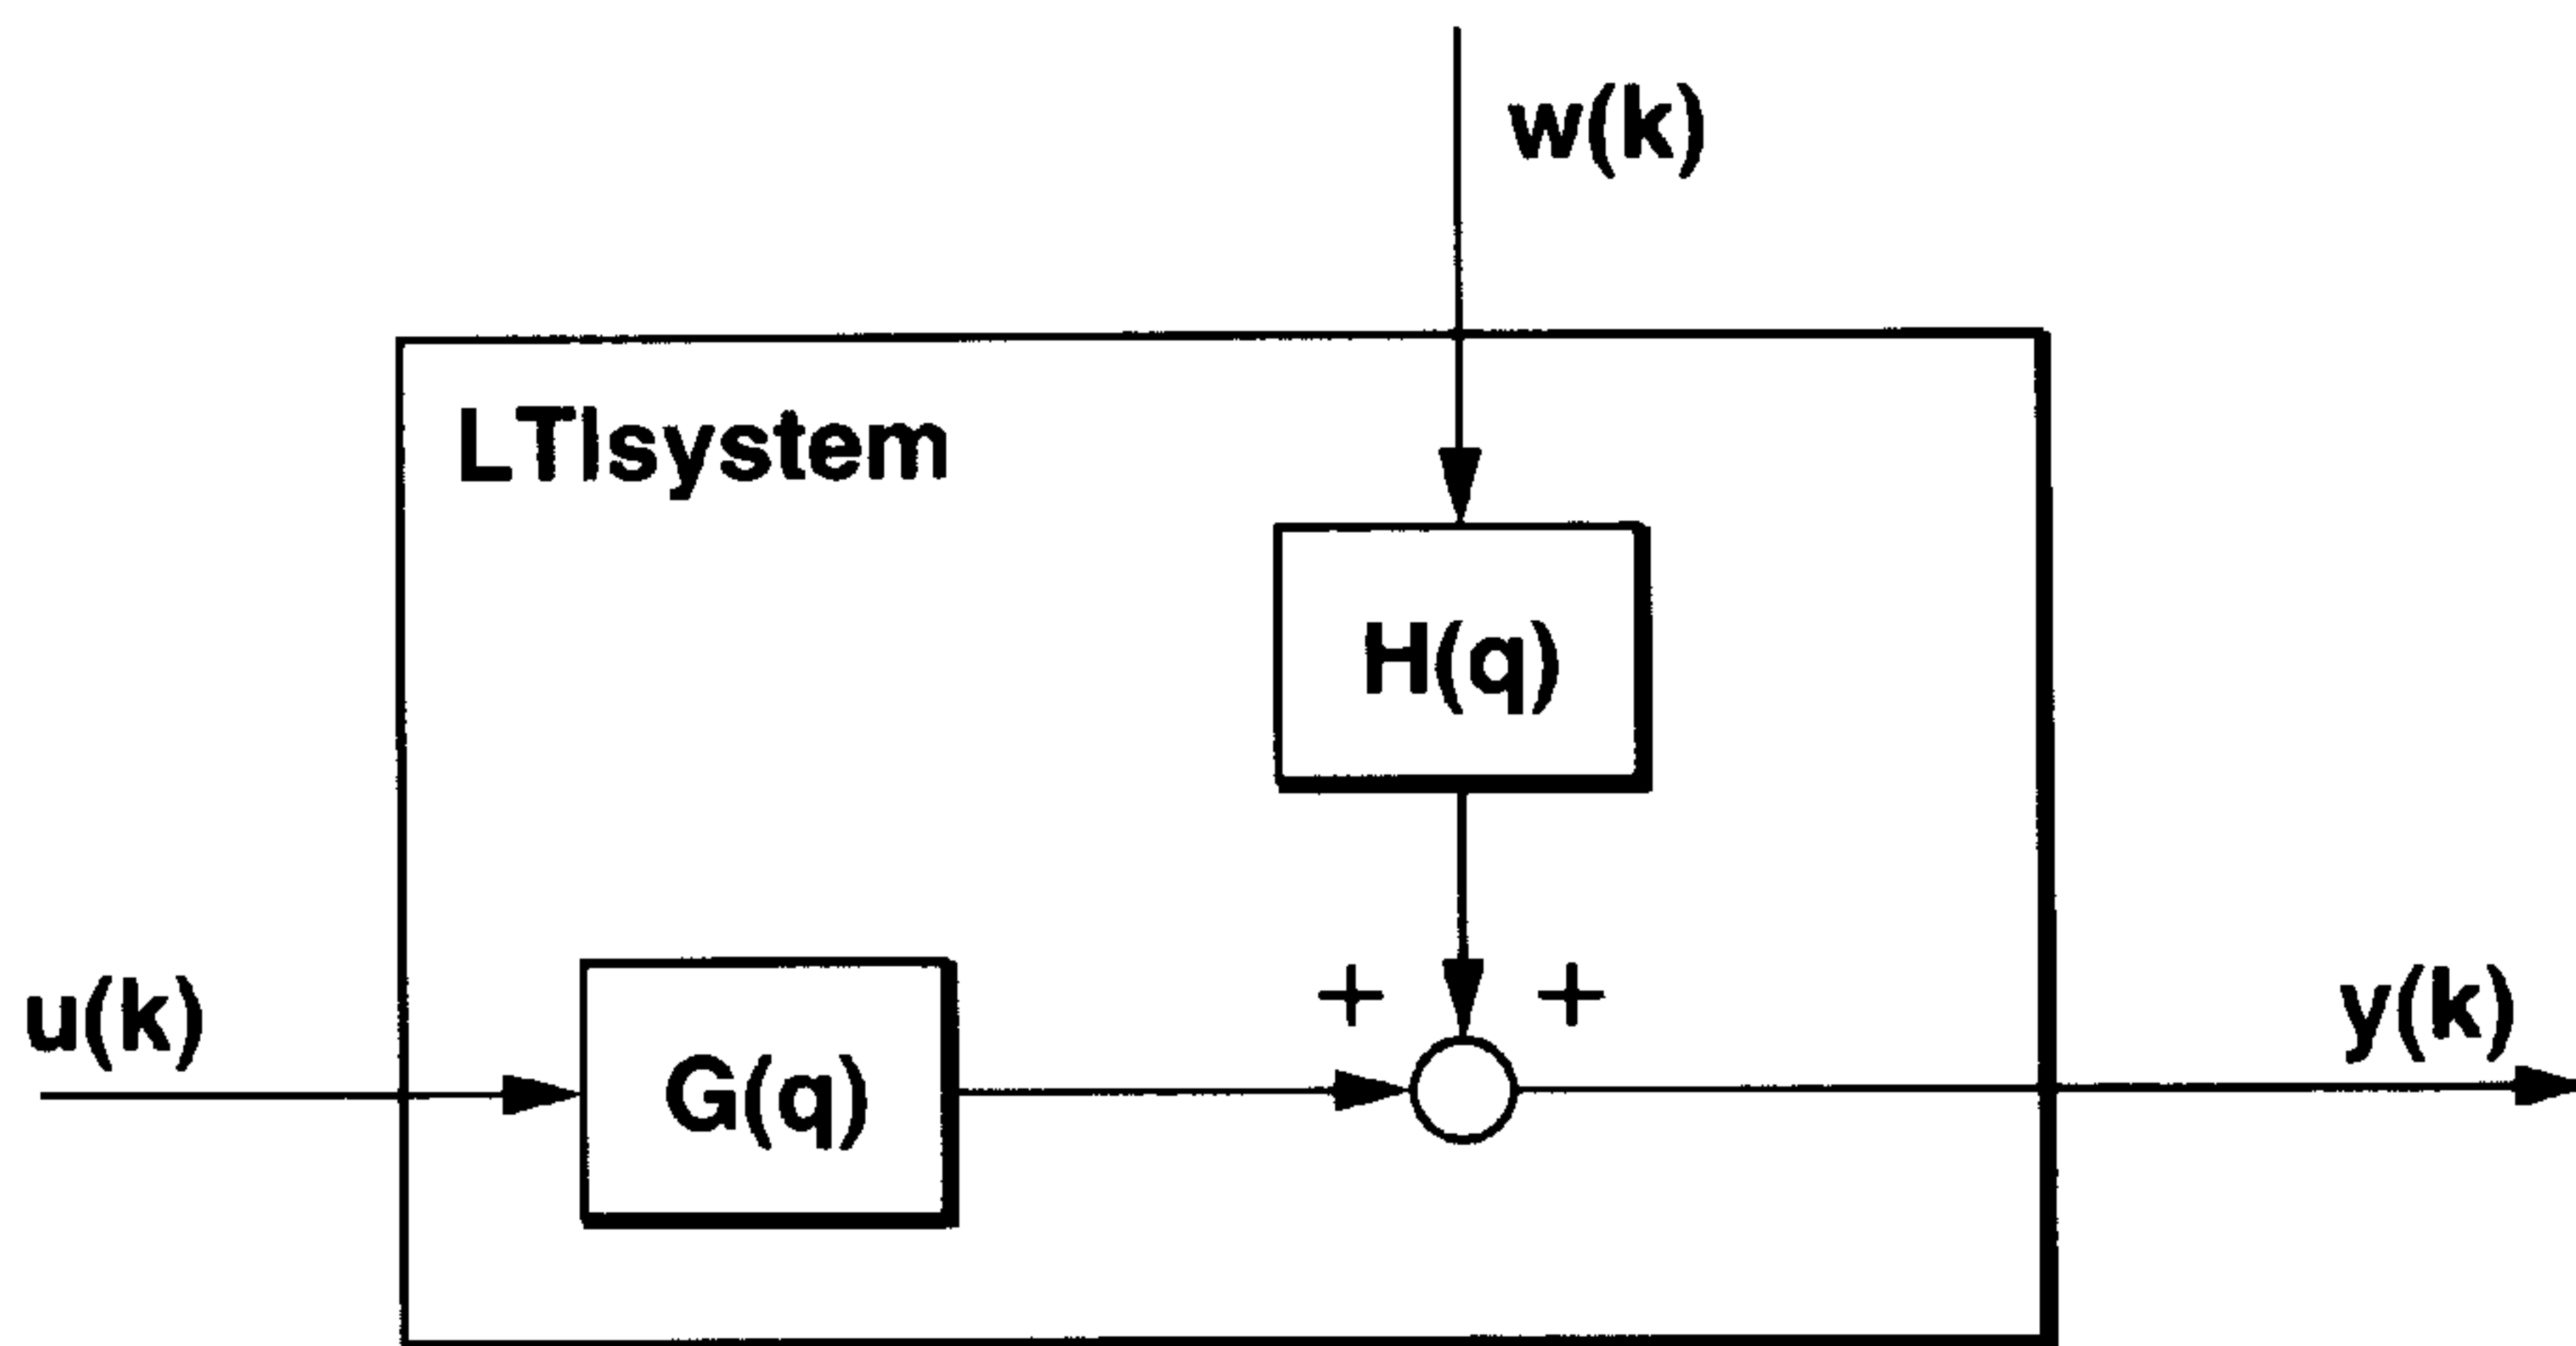 w(k)
LTIsystem
H(q)
+ +
u(k)
G(q)
y(k)